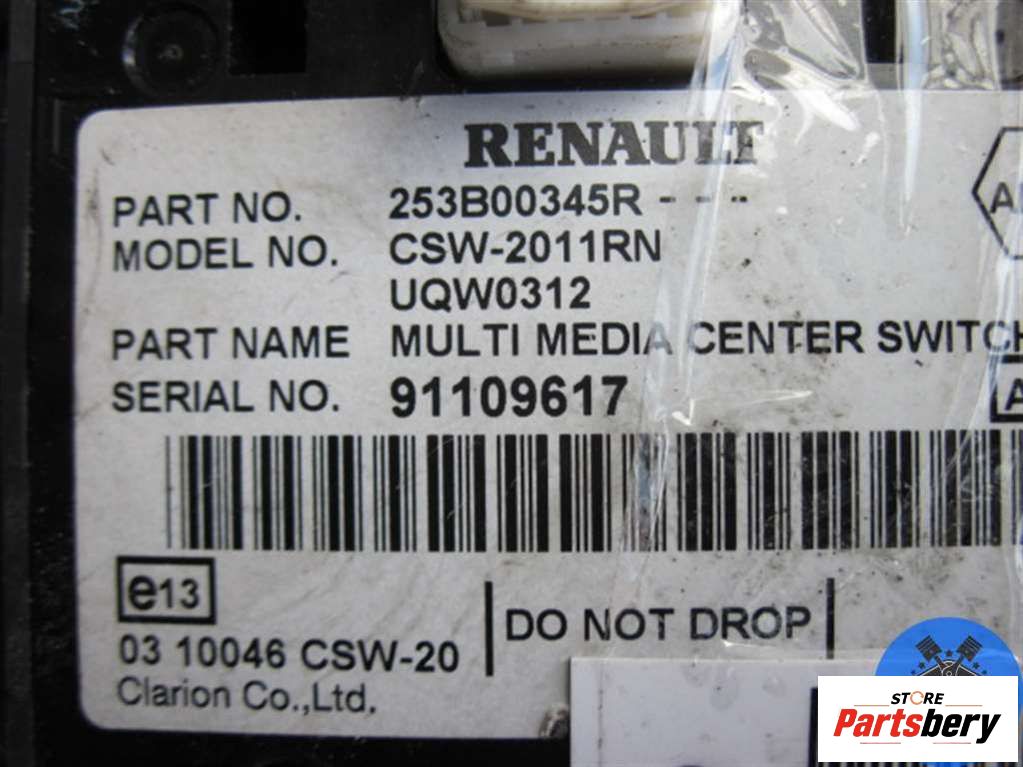 RENAULT
PART NO. 253B00345R - - -
MODEL NO. CSW-2011RN
UQW0312
PART NAME MULTI MEDIA CENTER SWITCH
SERIAL NO. 91109617
e13
03 10046 CSW-20
DO NOT DROP
Clarion Co.,Ltd.
STORE
Partsbery